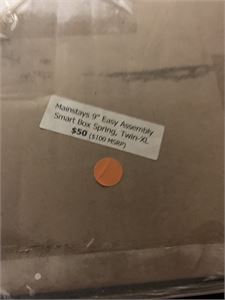 Mainstays 9" Easy Assembly
Smart Box Spring, Twin-XL
$50 ($100 MSRP)